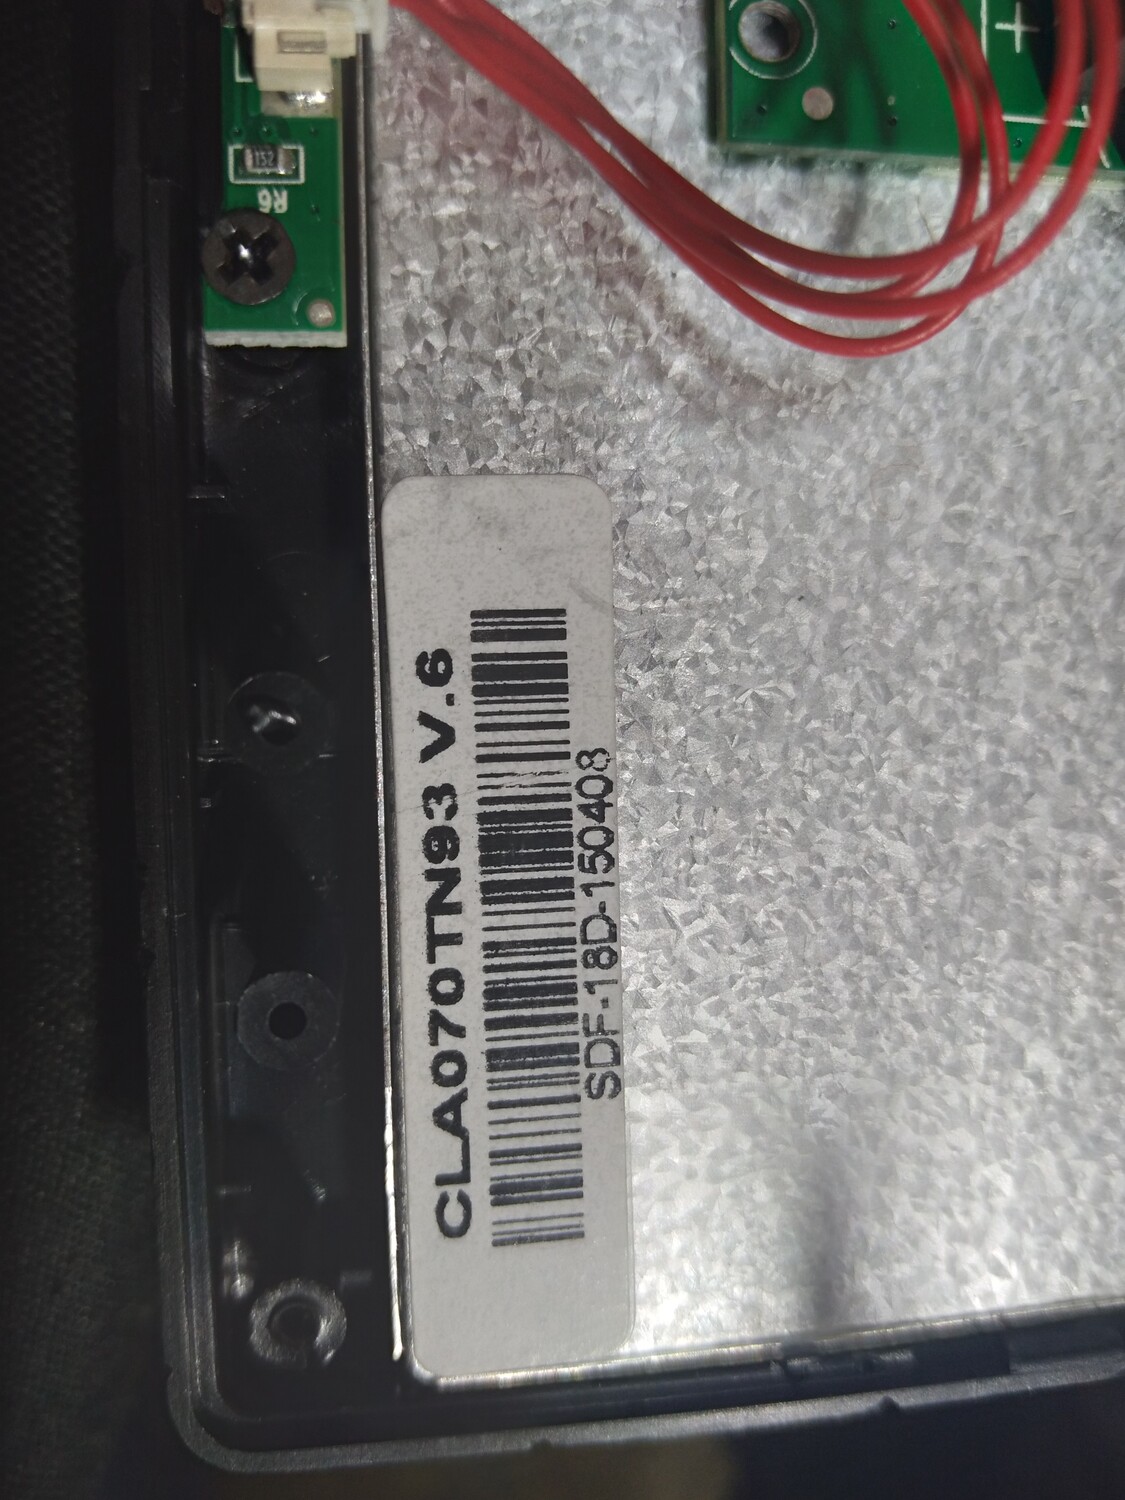 152
R6
+
CLA070TN93 V.6
SDF-18D-150408